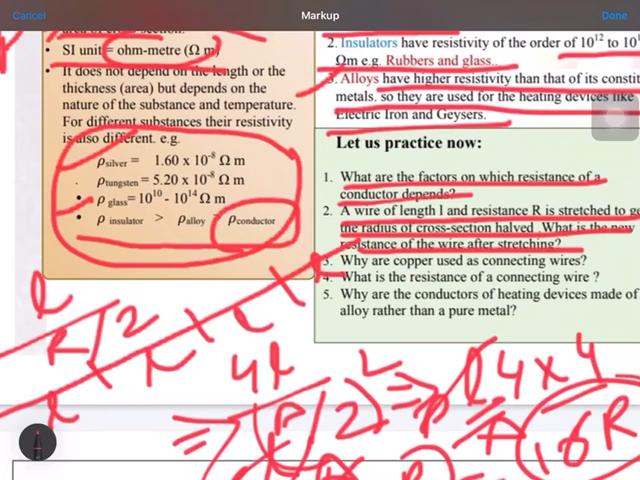 Cancel
Markup
Done
• SI unit = ohm-metre (Ω m)
• It does not depend on the length or the
thickness (area) but depends on the
nature of the substance and temperature.
For different substances their resistivity
is also different. e.g.
ρsilver = 1.60 x 10⁻⁸ Ω m
ρtungsten = 5.20 x 10⁻⁸ Ω m
• ρ glass = 10¹⁰ - 10¹⁴ Ω m
• ρ insulator > ρalloy > ρconductor
2. Insulators have resistivity of the order of 10¹² to 10¹
Ωm e.g. Rubbers and glass..
3. Alloys have higher resistivity than that of its constit
metals. so they are used for the heating devices like
Electric Iron and Geysers.
Let us practice now:
1. What are the factors on which resistance of a
conductor depends?
2. A wire of length l and resistance R is stretched to ge
the radius of cross-section halved .What is the new
resistance of the wire after stretching?
3. Why are copper used as connecting wires?
4. What is the resistance of a connecting wire ?
5. Why are the conductors of heating devices made of
alloy rather than a pure metal?
l
R/2
4l
4 x 4
16R